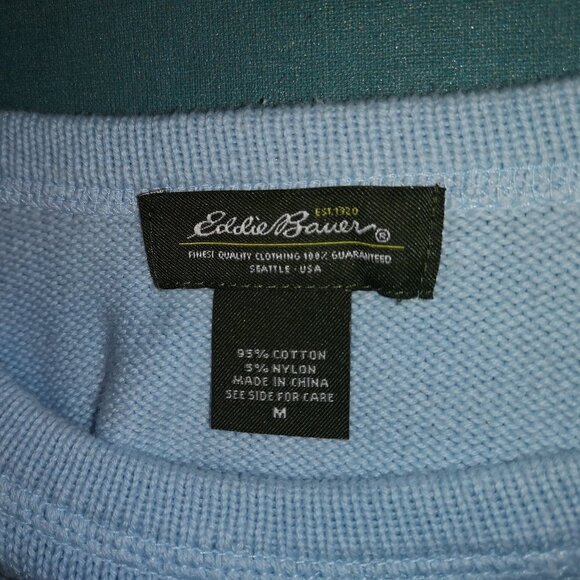 EST.1920
Eddie Bauer®
FINEST QUALITY CLOTHING 100% GUARANTEED
SEATTLE · USA
95% COTTON
5% NYLON
MADE IN CHINA
SEE SIDE FOR CARE
M